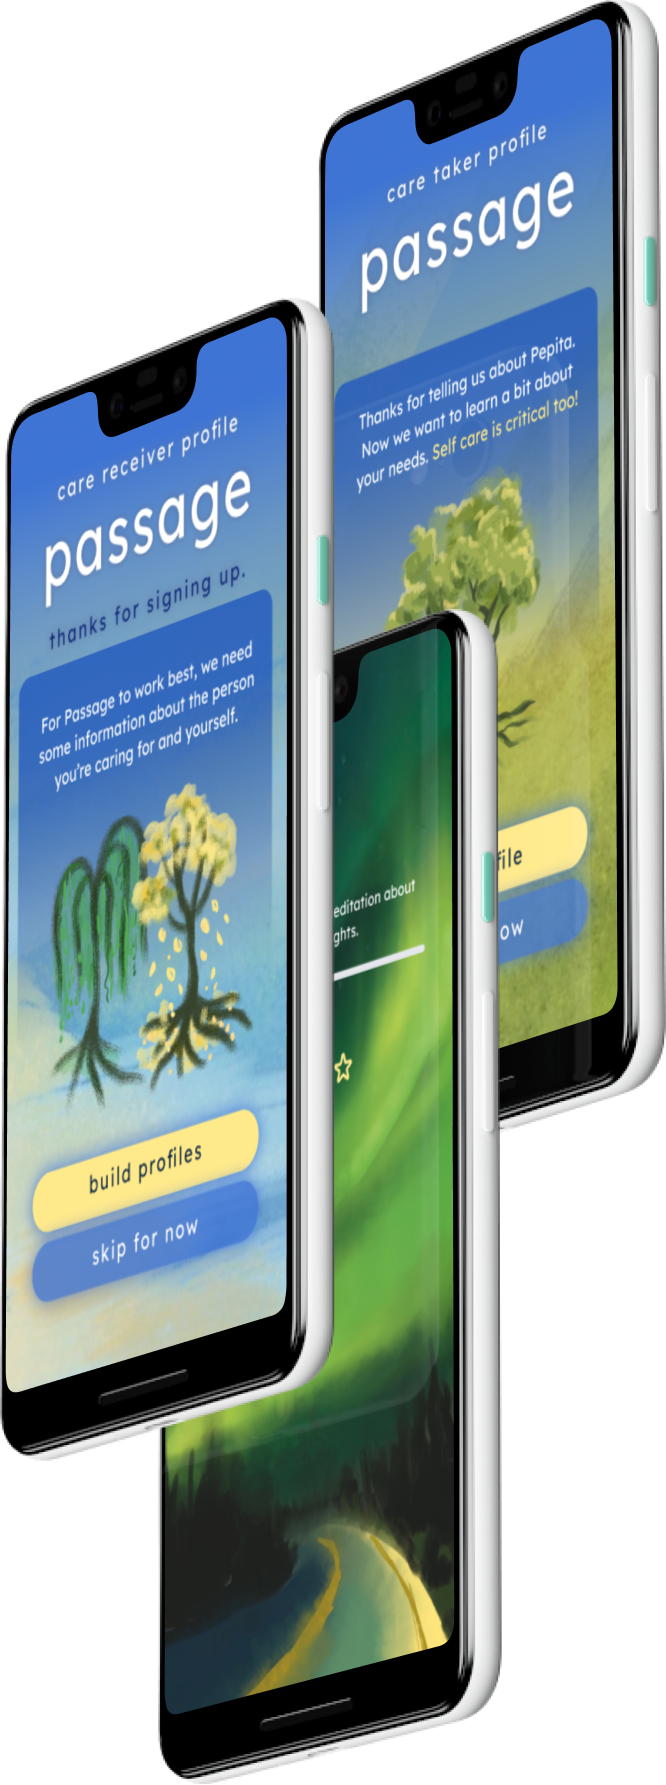 care taker profile
passage
Thanks for telling us about Pepita.
Now we want to learn a bit about
your needs. Self care is critical too!
file
ow
care receiver profile
passage
thanks for signing up.
For Passage to work best, we need
some information about the person
you're caring for and yourself.
build profiles
skip for now
editation about
ghts.